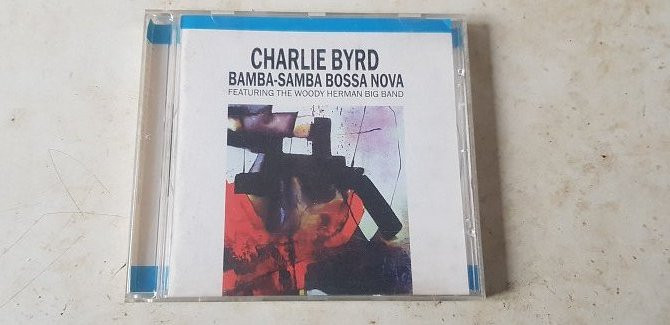 CHARLIE BYRD
BAMBA-SAMBA BOSSA NOVA
FEATURING THE WOODY HERMAN BIG BAND